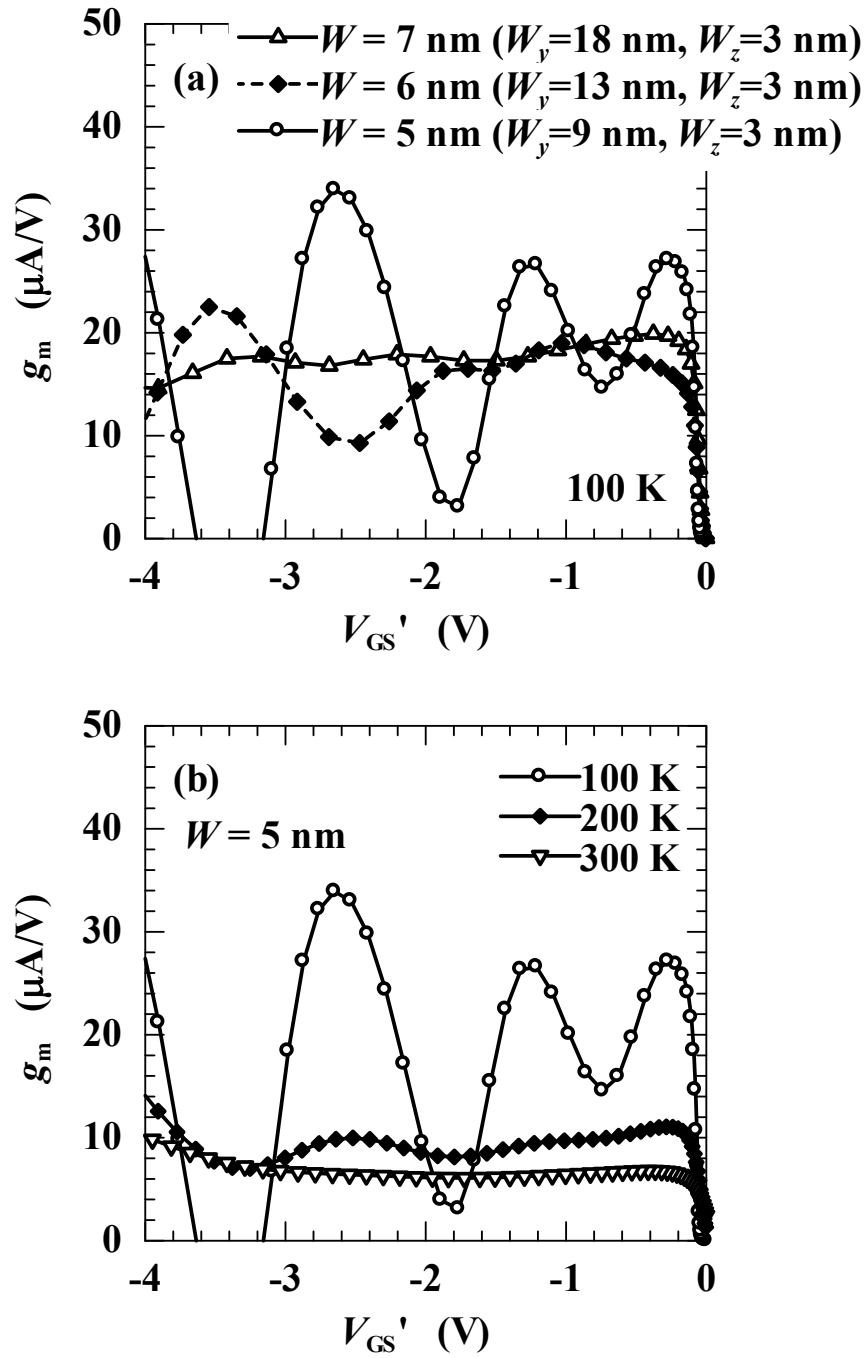 50
W = 7 nm (Wy=18 nm, Wz=3 nm)
(a)
W = 6 nm (Wy=13 nm, Wz=3 nm)
40
W = 5 nm (Wy=9 nm, Wz=3 nm)
30
20
10
100 K
0
-4 -3 -2 -1 0
gm (μA/V)
VGS' (V)
50
(b)
100 K
200 K
W = 5 nm
300 K
40
30
20
10
0
-4 -3 -2 -1 0
gm (μA/V)
VGS' (V)